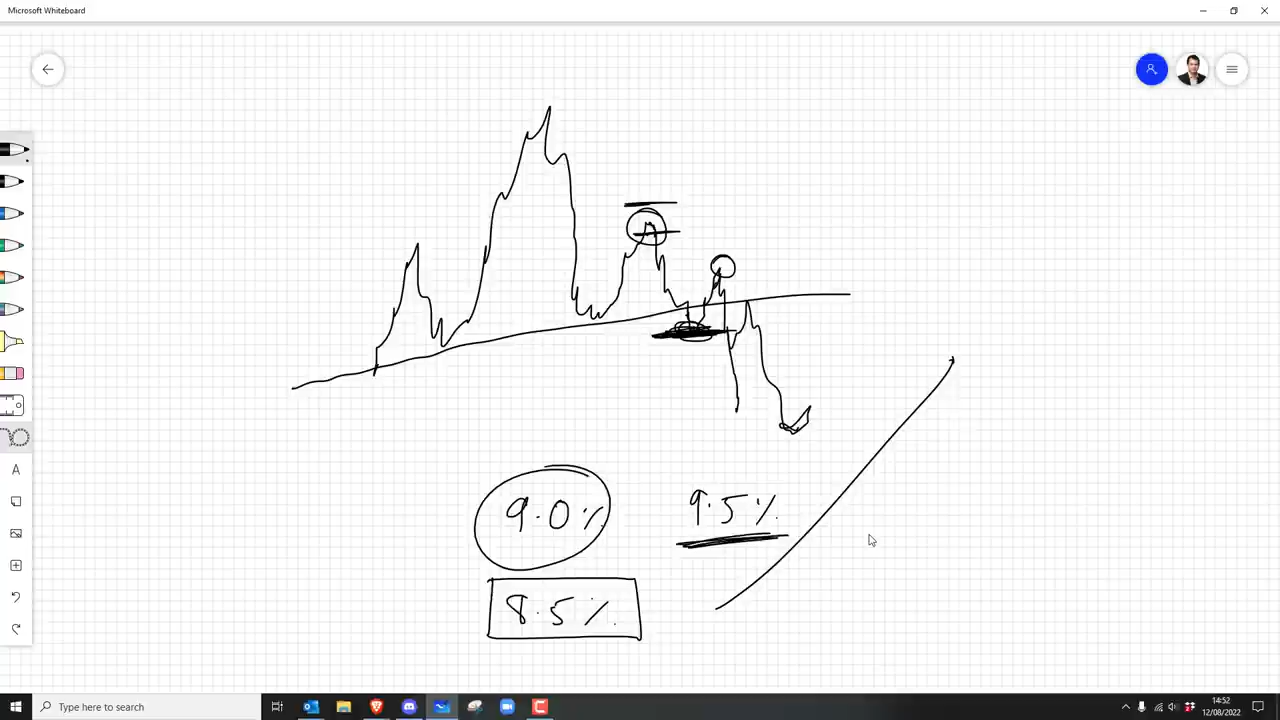 Microsoft Whiteboard
A
9.0%
9.5%
8.5%
Type here to search
14:52
12/08/2022